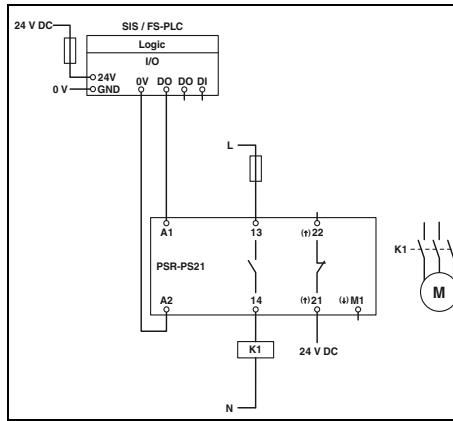 24 V DC
SIS / FS-PLC
Logic
I/O
24V
0V DO DO DI
0 V
GND
L
A1 13 (↑) 22
PSR-PS21
K1
M
A2 14 (↑) 21 (↓) M1
K1
24 V DC
N